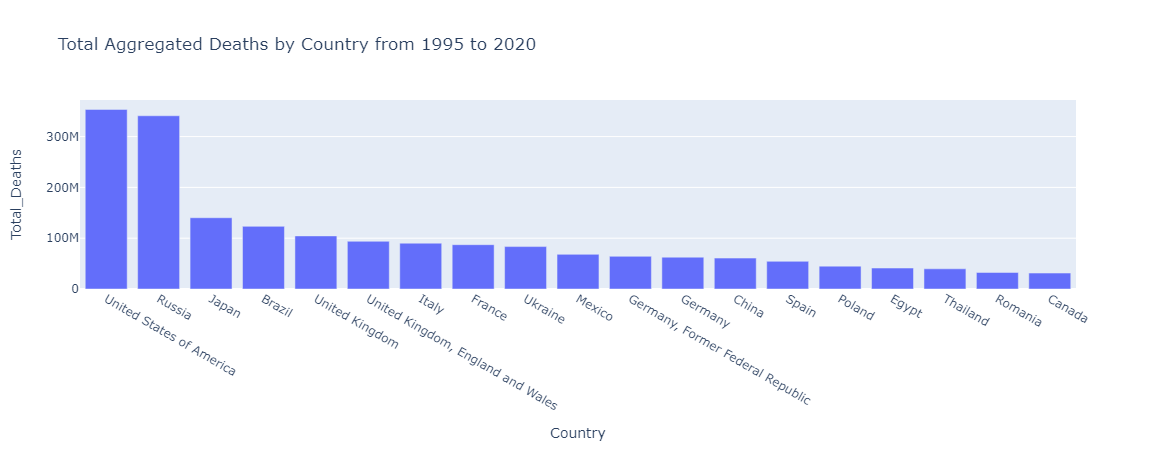 Total Aggregated Deaths by Country from 1995 to 2020
Total_Deaths
300M
200M
100M
0
United States of America
Russia
Japan
Brazil
United Kingdom
United Kingdom, England and Wales
Italy
France
Ukraine
Mexico
Germany, Former Federal Republic
Germany
China
Spain
Poland
Egypt
Thailand
Romania
Canada
Country